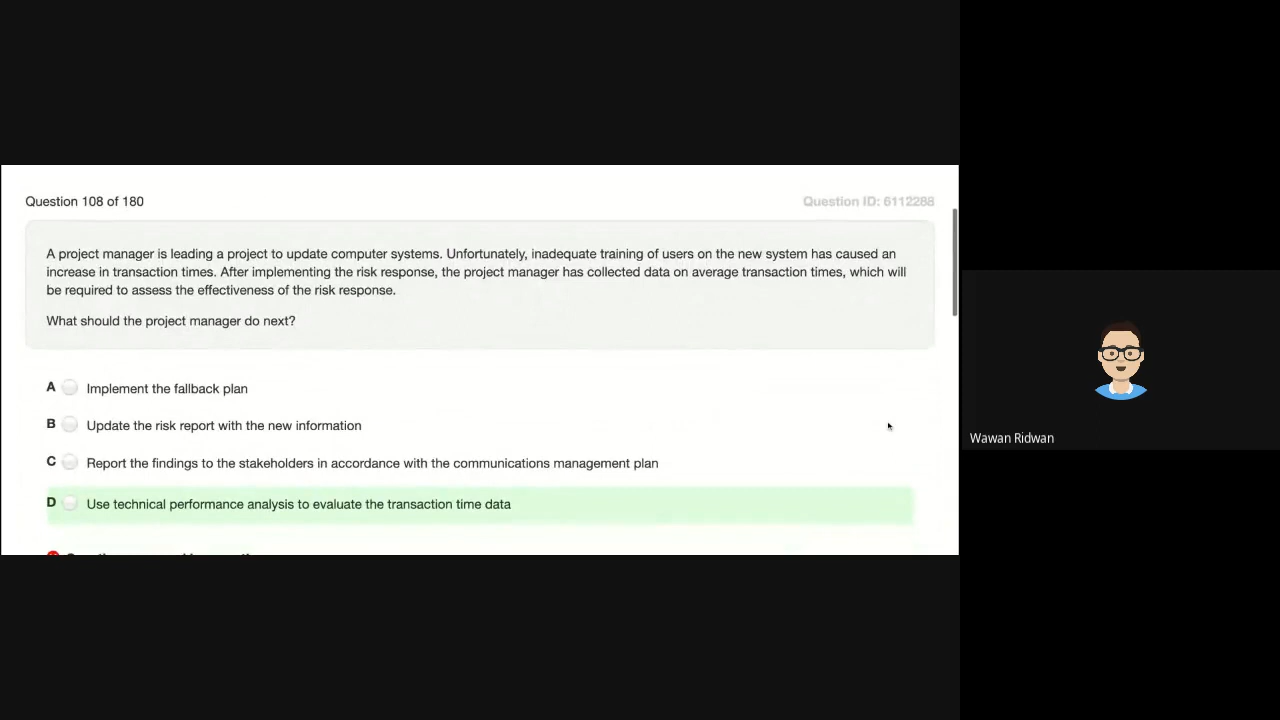 Question 108 of 180
Question ID: 6112288
A project manager is leading a project to update computer systems. Unfortunately, inadequate training of users on the new system has caused an
increase in transaction times. After implementing the risk response, the project manager has collected data on average transaction times, which will
be required to assess the effectiveness of the risk response.
What should the project manager do next?
A Implement the fallback plan
B Update the risk report with the new information
C Report the findings to the stakeholders in accordance with the communications management plan
D Use technical performance analysis to evaluate the transaction time data
Wawan Ridwan